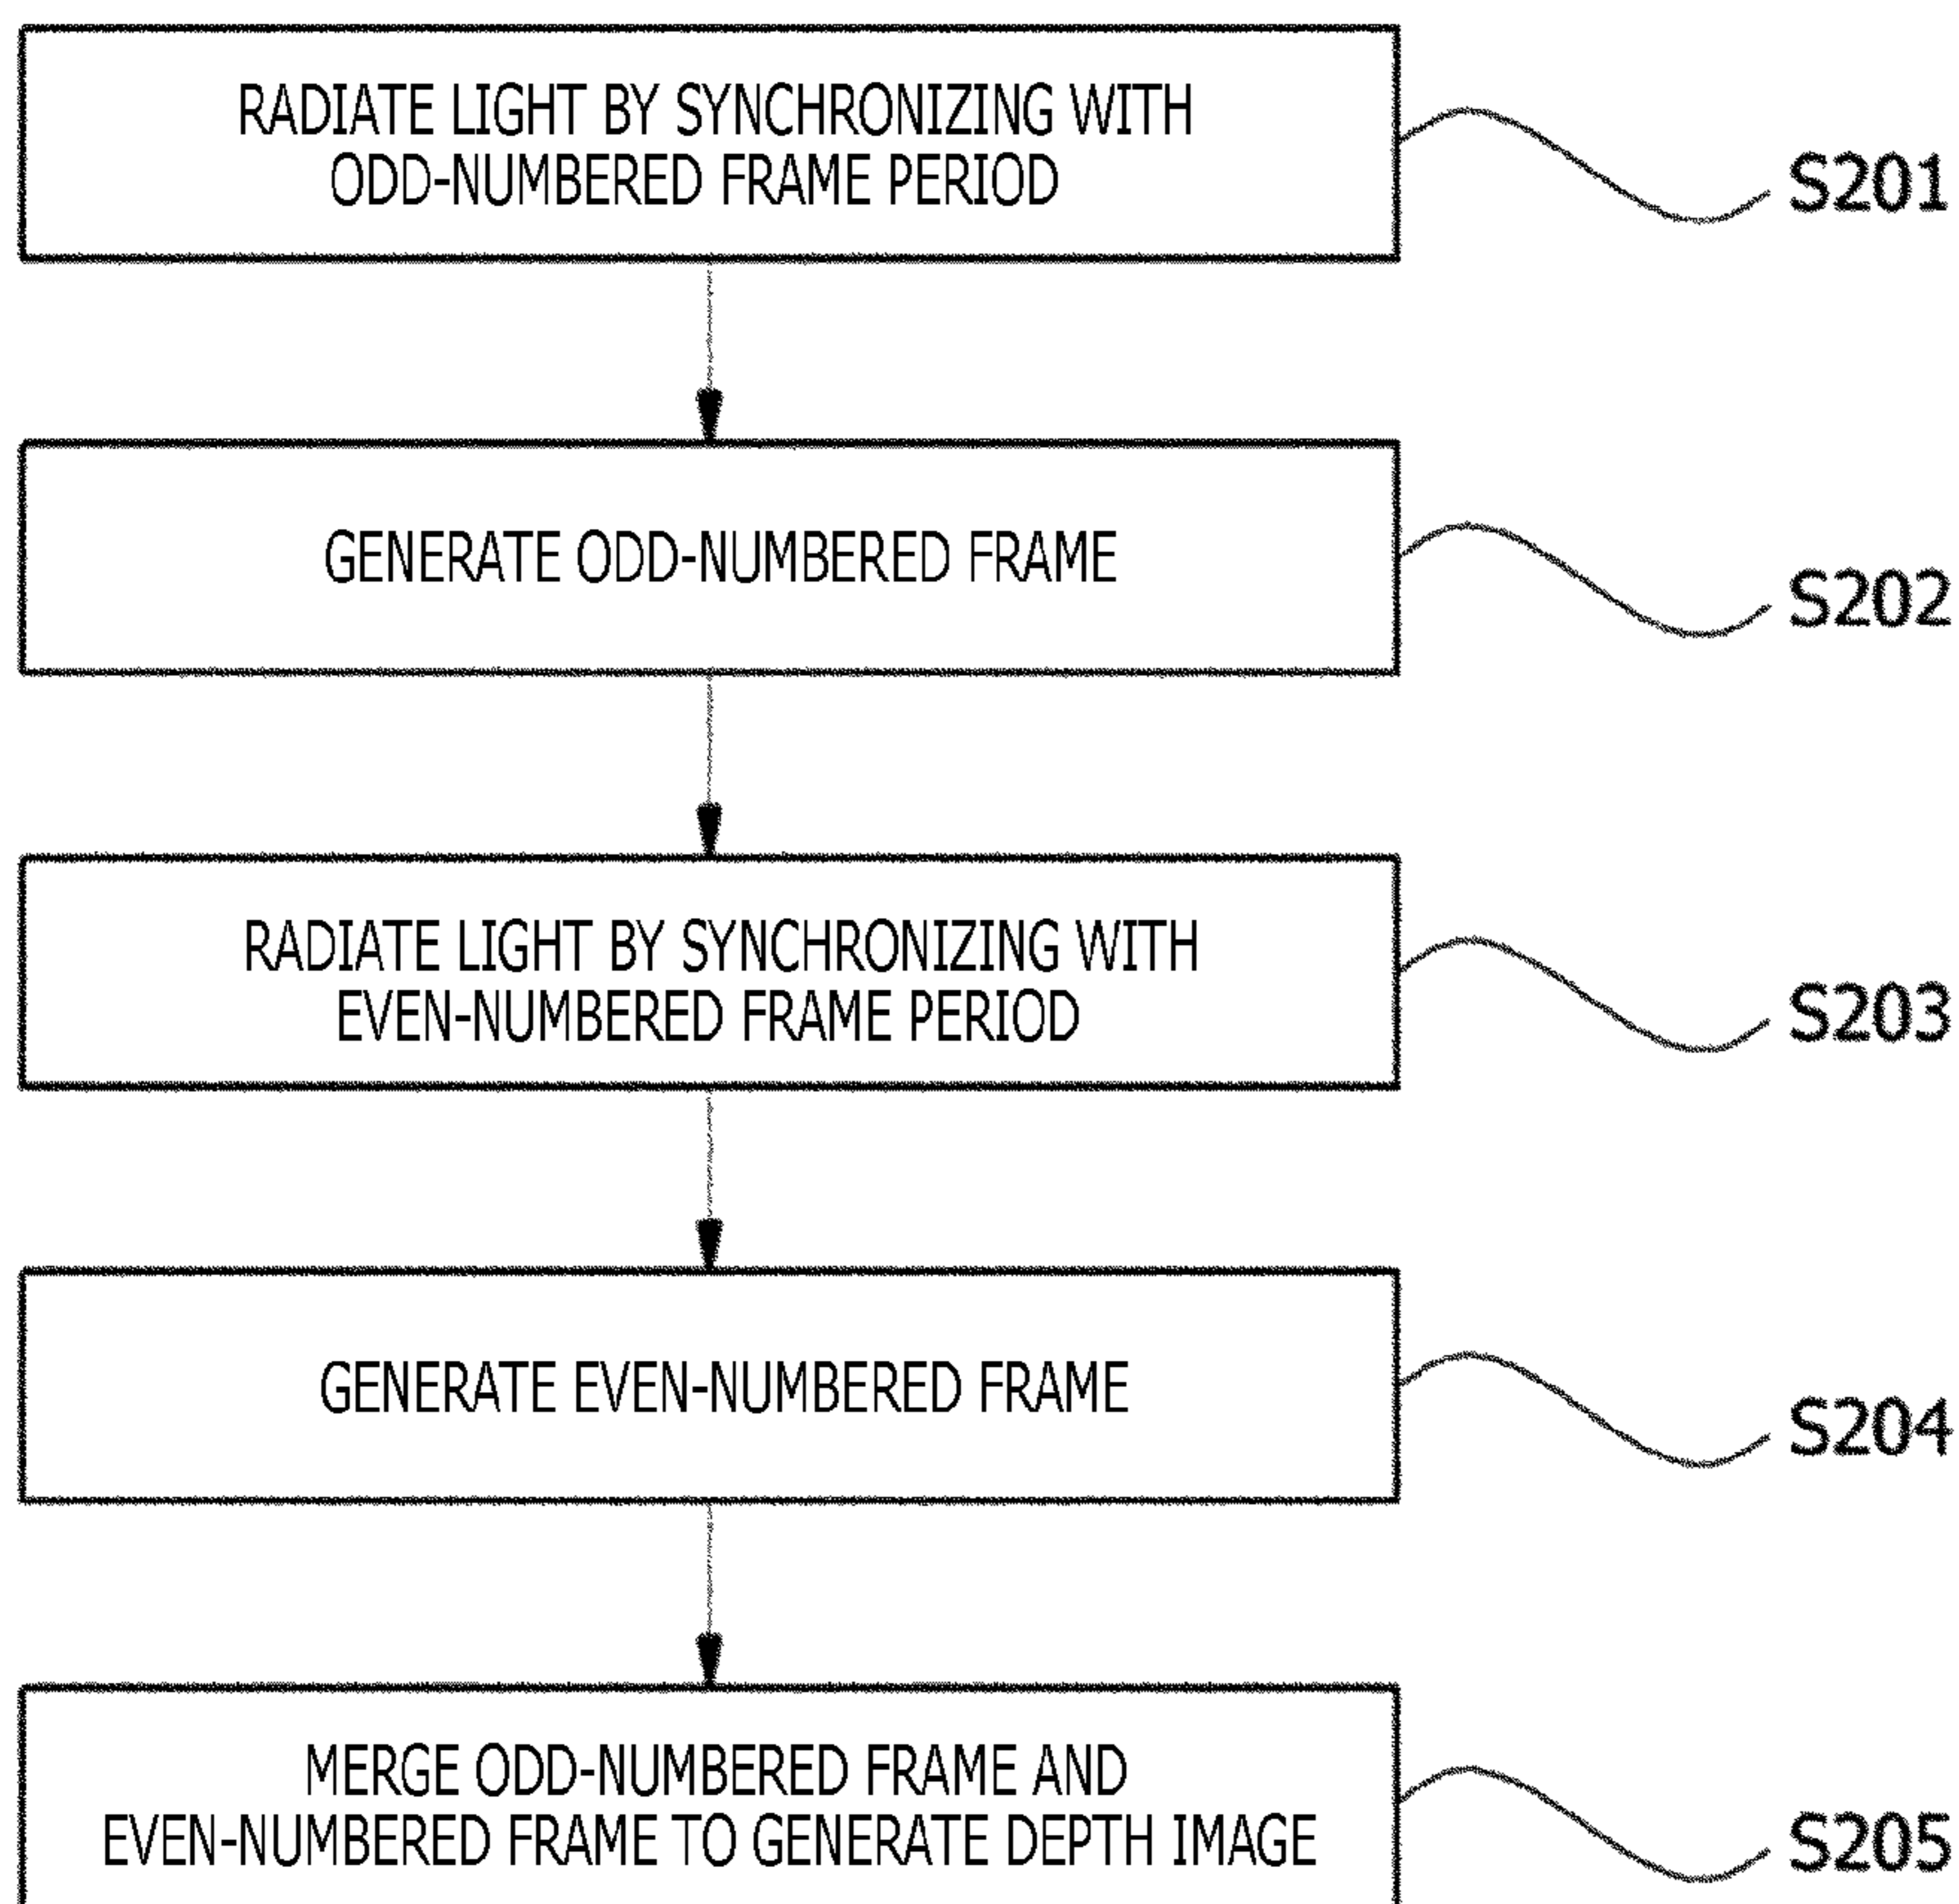 RADIATE LIGHT BY SYNCHRONIZING WITH
ODD-NUMBERED FRAME PERIOD
S201
GENERATE ODD-NUMBERED FRAME
S202
RADIATE LIGHT BY SYNCHRONIZING WITH
EVEN-NUMBERED FRAME PERIOD
S203
GENERATE EVEN-NUMBERED FRAME
S204
MERGE ODD-NUMBERED FRAME AND
EVEN-NUMBERED FRAME TO GENERATE DEPTH IMAGE
S205